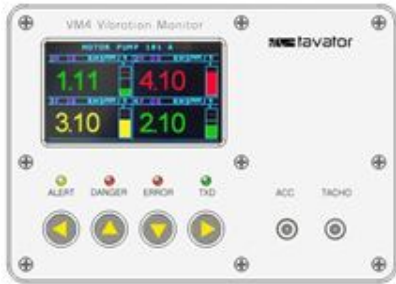 VM4 Vibration Monitor
tavator
MOTOR PUMP 101 A
1.11 4.10
3.10 2.10
ALERT DANGER ERROR TXD
ACC TACHO